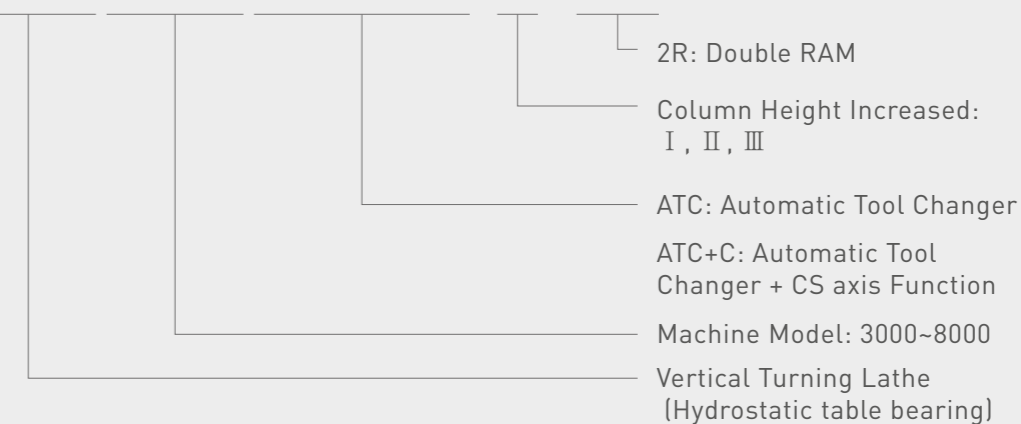 2R: Double RAM
Column Height Increased:
Ⅰ , Ⅱ , Ⅲ
ATC: Automatic Tool Changer
ATC+C: Automatic Tool
Changer + CS axis Function
Machine Model: 3000~8000
Vertical Turning Lathe
(Hydrostatic table bearing)